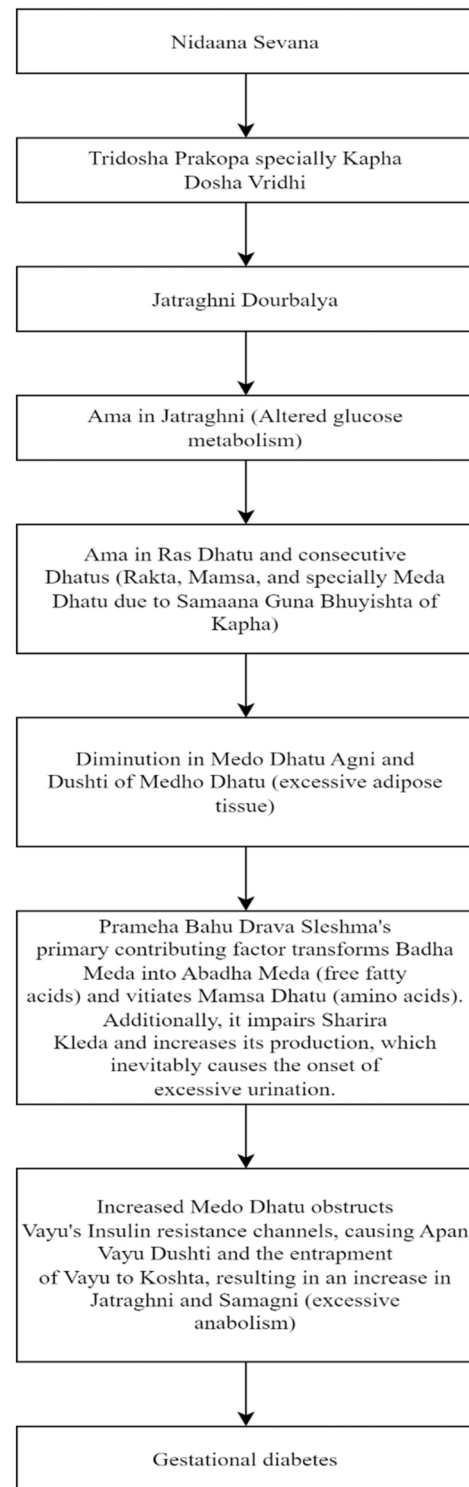 Nidaana Sevana
Tridosha Prakopa specially Kapha
Dosha Vridhi
Jatraghni Dourbalya
Ama in Jatraghni (Altered glucose
metabolism)
Ama in Ras Dhatu and consecutive
Dhatus (Rakta, Mamsa, and specially Meda
Dhatu due to Samaana Guna Bhuyishta of
Kapha)
Diminution in Medo Dhatu Agni and
Dushti of Medho Dhatu (excessive adipose
tissue)
Prameha Bahu Drava Sleshma's
primary contributing factor transforms Badha
Meda into Abadha Meda (free fatty
acids) and vitiates Mamsa Dhatu (amino acids).
Additionally, it impairs Sharira
Kleda and increases its production, which
inevitably causes the onset of
excessive urination.
Increased Medo Dhatu obstructs
Vayu's Insulin resistance channels, causing Apan
Vayu Dushti and the entrapment
of Vayu to Koshta, resulting in an increase in
Jatraghni and Samagni (excessive
anabolism)
Gestational diabetes